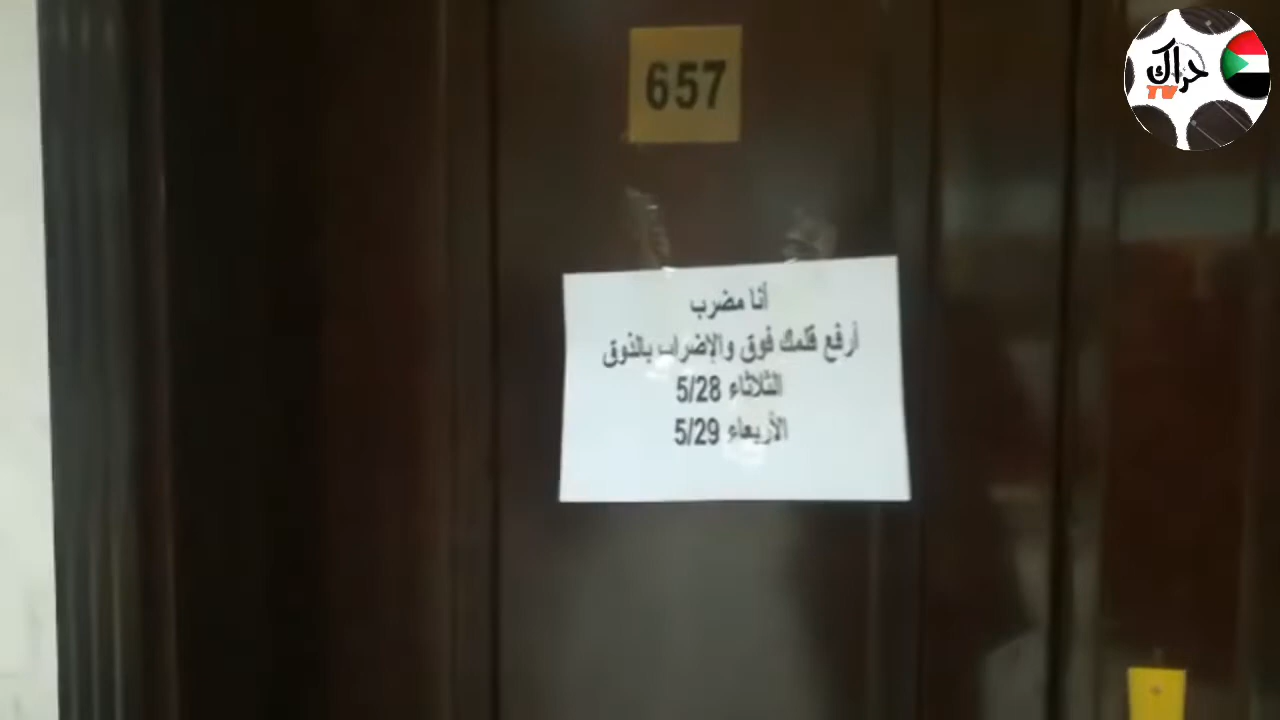 حراك
TV
657
أنا مضرب
أرفع قلمك فوق والإضراب بالذوق
الثلاثاء 5/28
الأربعاء 5/29